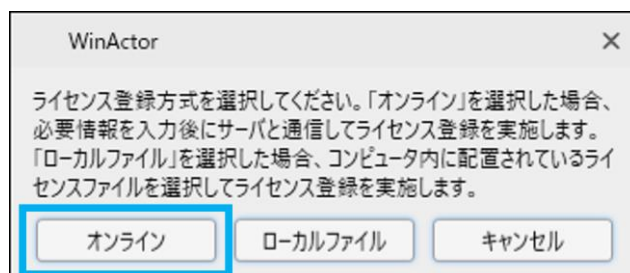 WinActor
ライセンス登録方式を選択してください。「オンライン」を選択した場合、
必要情報を入力後にサーバと通信してライセンス登録を実施します。
「ローカルファイル」を選択した場合、コンピュータ内に配置されているライ
センスファイルを選択してライセンス登録を実施します。
オンライン ローカルファイル キャンセル